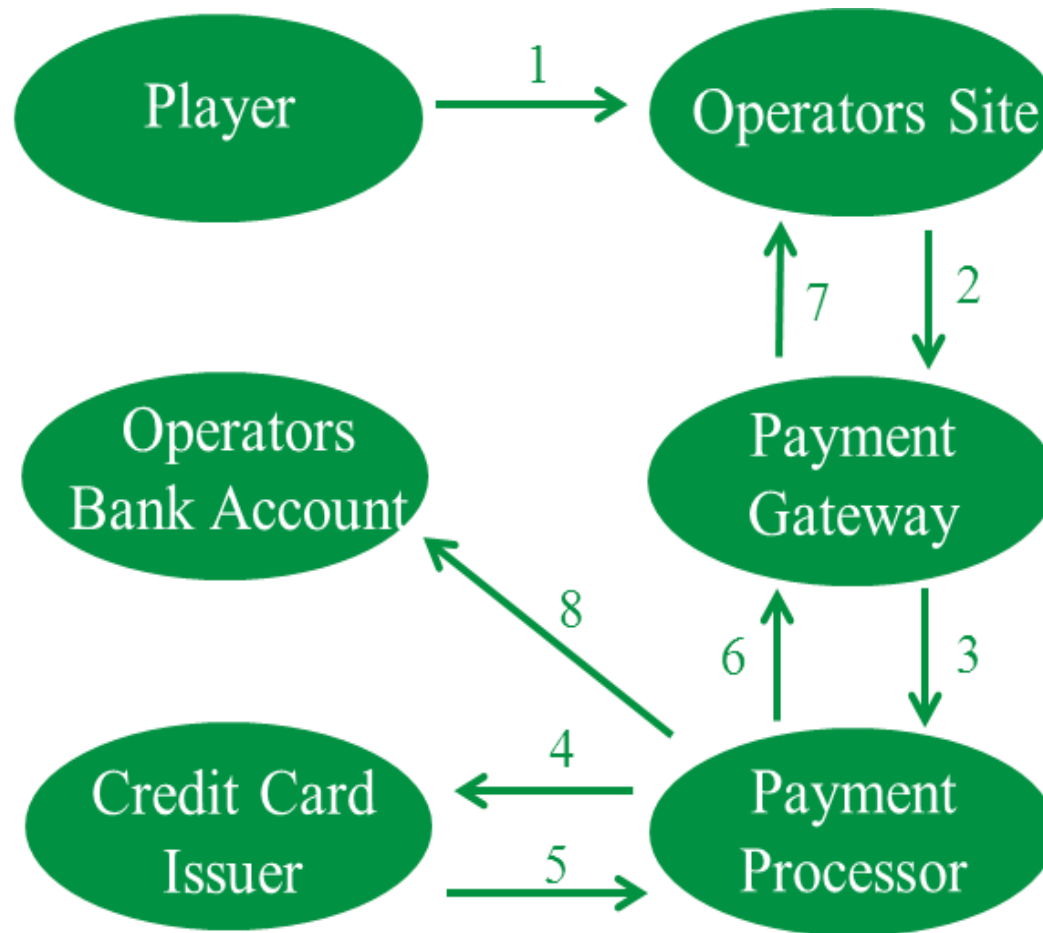 Player
1
Operators Site
7
2
Operators
Bank Account
Payment
Gateway
8
6
3
4
Credit Card
Issuer
5
Payment
Processor